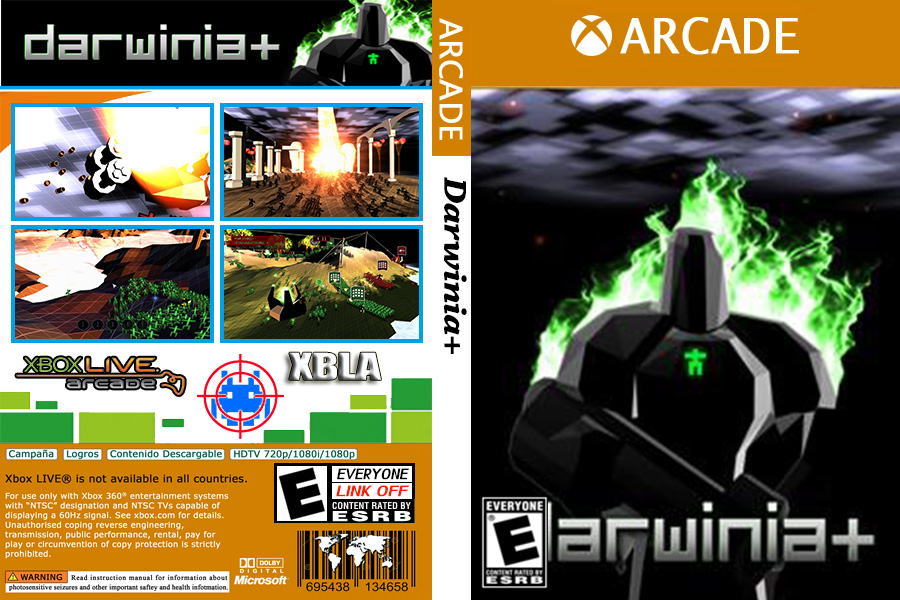 darwinia+
XBOX LIVE
arcade
XBLA
Campaña
Logros
Contenido Descargable
HDTV 720p/1080i/1080p
Xbox LIVE® is not available in all countries.
For use only with Xbox 360® entertainment systems
with “NTSC” designation and NTSC TVs capable of
displaying a 60Hz signal. See xbox.com for details.
Unauthorised coping reverse engineering,
transmission, public performance, rental, pay for
play or circumvention of copy protection is strictly
prohibited.
WARNING Read instruction manual for information about
photosensitive seizures and other important saftey and health infotmation.
E
EVERYONE
LINK OFF
CONTENT RATED BY
ESRB
DOLBY
DIGITAL
Microsoft
695438 134658
ARCADE
Darwinia+
ARCADE
EVERYONE
E
CONTENT RATED BY
ESRB
arwinia+